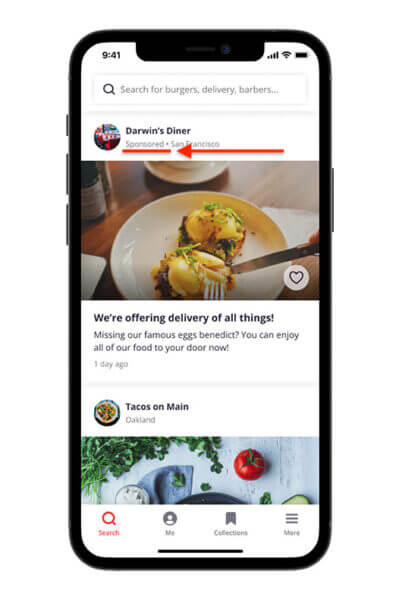 9:41
Search for burgers, delivery, barbers...
Darwin's Diner
Sponsored • San Francisco
We're offering delivery of all things!
Missing our famous eggs benedict? You can enjoy
all of our food to your door now!
1 day ago
Tacos on Main
Oakland
Search Me Collections More